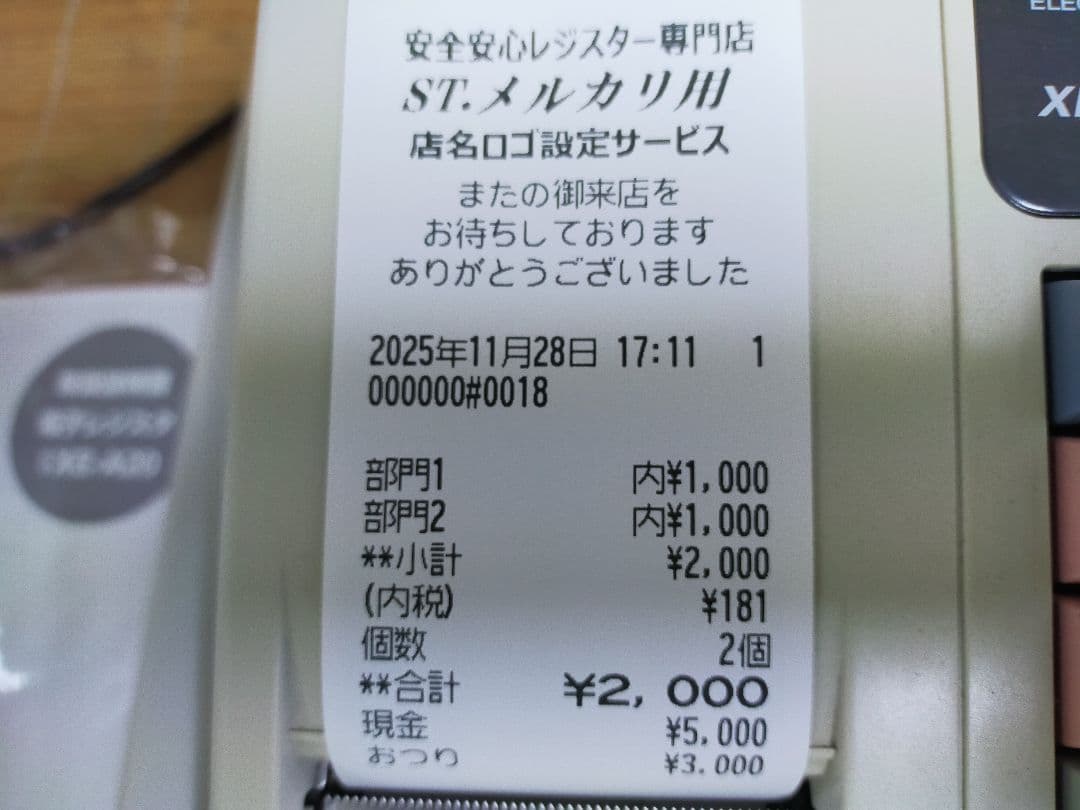 安全安心レジスター専門店
ST.メルカリ用
店名ロゴ設定サービス
またの御来店を
お待ちしております
ありがとうございました
2025年11月28日 17:11 1
000000#0018
部門1 内¥1,000
部門2 内¥1,000
**小計 ¥2,000
(内税) ¥181
個数 2個
**合計 ¥2,000
現金 ¥5,000
おつり ¥3.000